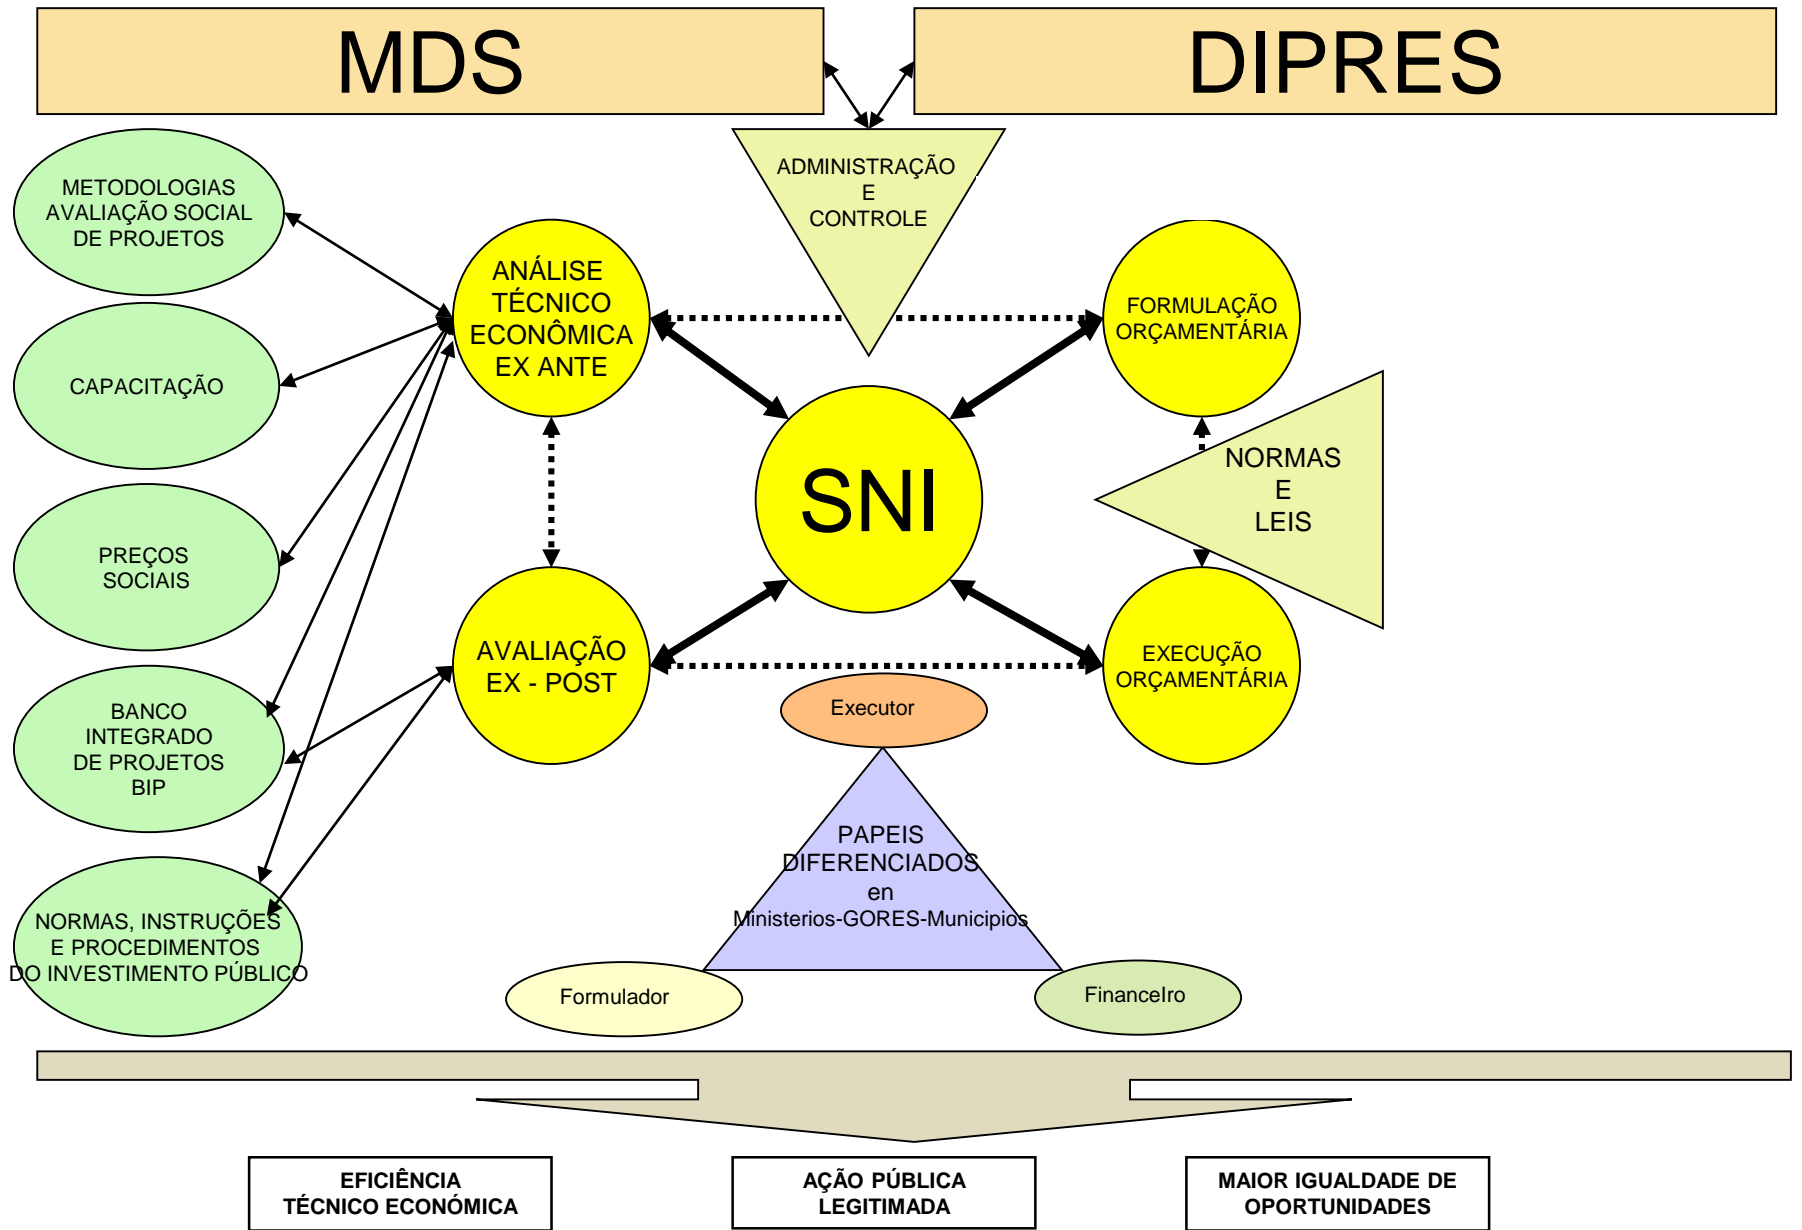 MDS
DIPRES
ADMINISTRAÇÃO
E
CONTROLE
METODOLOGIAS
AVALIAÇÃO SOCIAL
DE PROJETOS
CAPACITAÇÃO
PREÇOS
SOCIAIS
BANCO
INTEGRADO
DE PROJETOS
BIP
NORMAS, INSTRUÇÕES
E PROCEDIMENTOS
DO INVESTIMENTO PÚBLICO
ANÁLISE
TÉCNICO
ECONÔMICA
EX ANTE
AVALIAÇÃO
EX - POST
SNI
FORMULAÇÃO
ORÇAMENTÁRIA
NORMAS
E
LEIS
EXECUÇÃO
ORÇAMENTÁRIA
Executor
PAPEIS
DIFERENCIADOS
en
Ministerios-GORES-Municipios
Formulador
FinanceIro
EFICIÊNCIA
TÉCNICO ECONÓMICA
AÇÃO PÚBLICA
LEGITIMADA
MAIOR IGUALDADE DE
OPORTUNIDADES